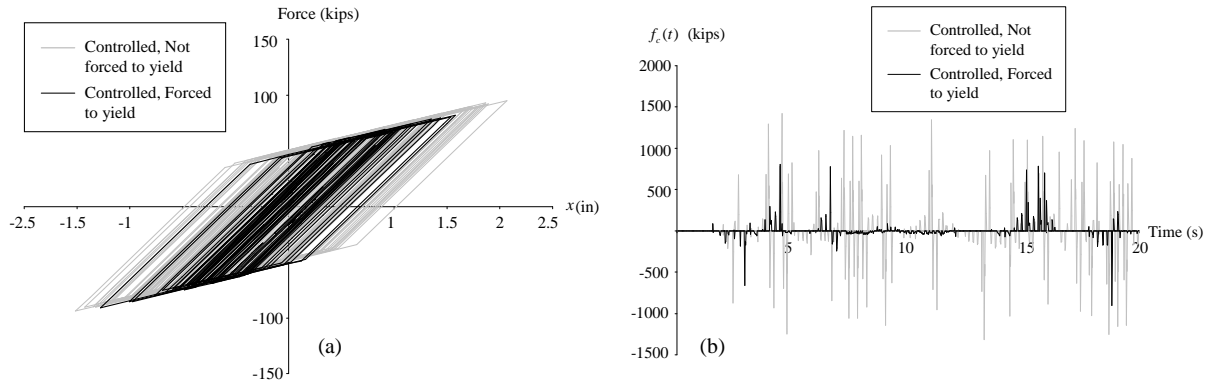 Force (kips)
Controlled, Not
forced to yield
Controlled, Forced
to yield
150
100
-100
-150
-2.5
-2
-1.5
-1
1
1.5
2
2.5
x (in)
(a)
f_c(t) (kips)
Controlled, Not
forced to yield
Controlled, Forced
to yield
2000
1500
1000
500
0
-500
-1000
-1500
5
10
15
20
Time (s)
(b)